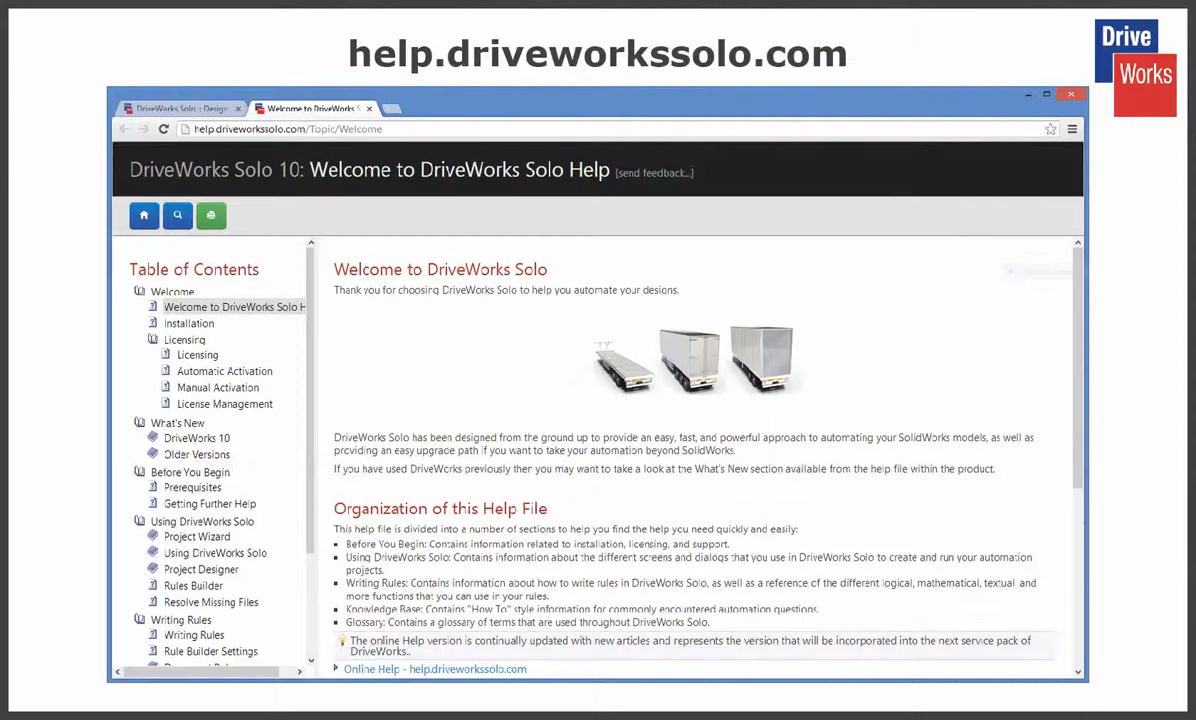 help.driveworkssolo.com
Drive
Works
DriveWorks Solo :: Design
Welcome to DriveWorks S
help.driveworkssolo.com/Topic/Welcome
DriveWorks Solo 10: Welcome to DriveWorks Solo Help [send feedback...]
Table of Contents
Welcome
Welcome to DriveWorks Solo H
Installation
Licensing
Licensing
Automatic Activation
Manual Activation
License Management
What's New
DriveWorks 10
Older Versions
Before You Begin
Prerequisites
Getting Further Help
Using DriveWorks Solo
Project Wizard
Using DriveWorks Solo
Project Designer
Rules Builder
Resolve Missing Files
Writing Rules
Writing Rules
Rule Builder Settings
Welcome to DriveWorks Solo
Thank you for choosing DriveWorks Solo to help you automate your designs.
DriveWorks Solo has been designed from the ground up to provide an easy, fast, and powerful approach to automating your SolidWorks models, as well as
providing an easy upgrade path if you want to take your automation beyond SolidWorks.
If you have used DriveWorks previously then you may want to take a look at the What's New section available from the help file within the product.
Organization of this Help File
This help file is divided into a number of sections to help you find the help you need quickly and easily:
Before You Begin: Contains information related to installation, licensing, and support.
Using DriveWorks Solo: Contains information about the different screens and dialogs that you use in DriveWorks Solo to create and run your automation
projects.
Writing Rules: Contains information about how to write rules in DriveWorks Solo, as well as a reference of the different logical, mathematical, textual and
more functions that you can use in your rules.
Knowledge Base: Contains "How To" style information for commonly encountered automation questions.
Glossary: Contains a glossary of terms that are used throughout DriveWorks Solo.
The online Help version is continually updated with new articles and represents the version that will be incorporated into the next service pack of
DriveWorks..
Online Help - help.driveworkssolo.com